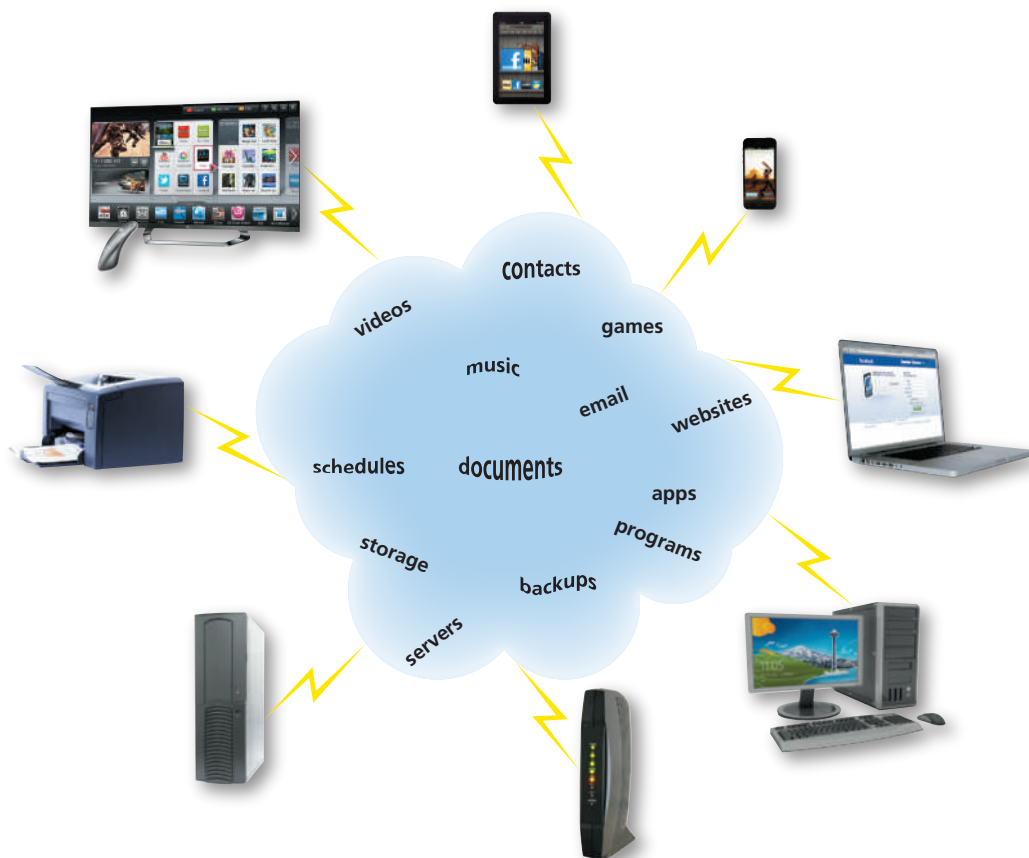 contacts
videos
games
music
email
websites
schedules
documents
apps
programs
storage
backups
servers